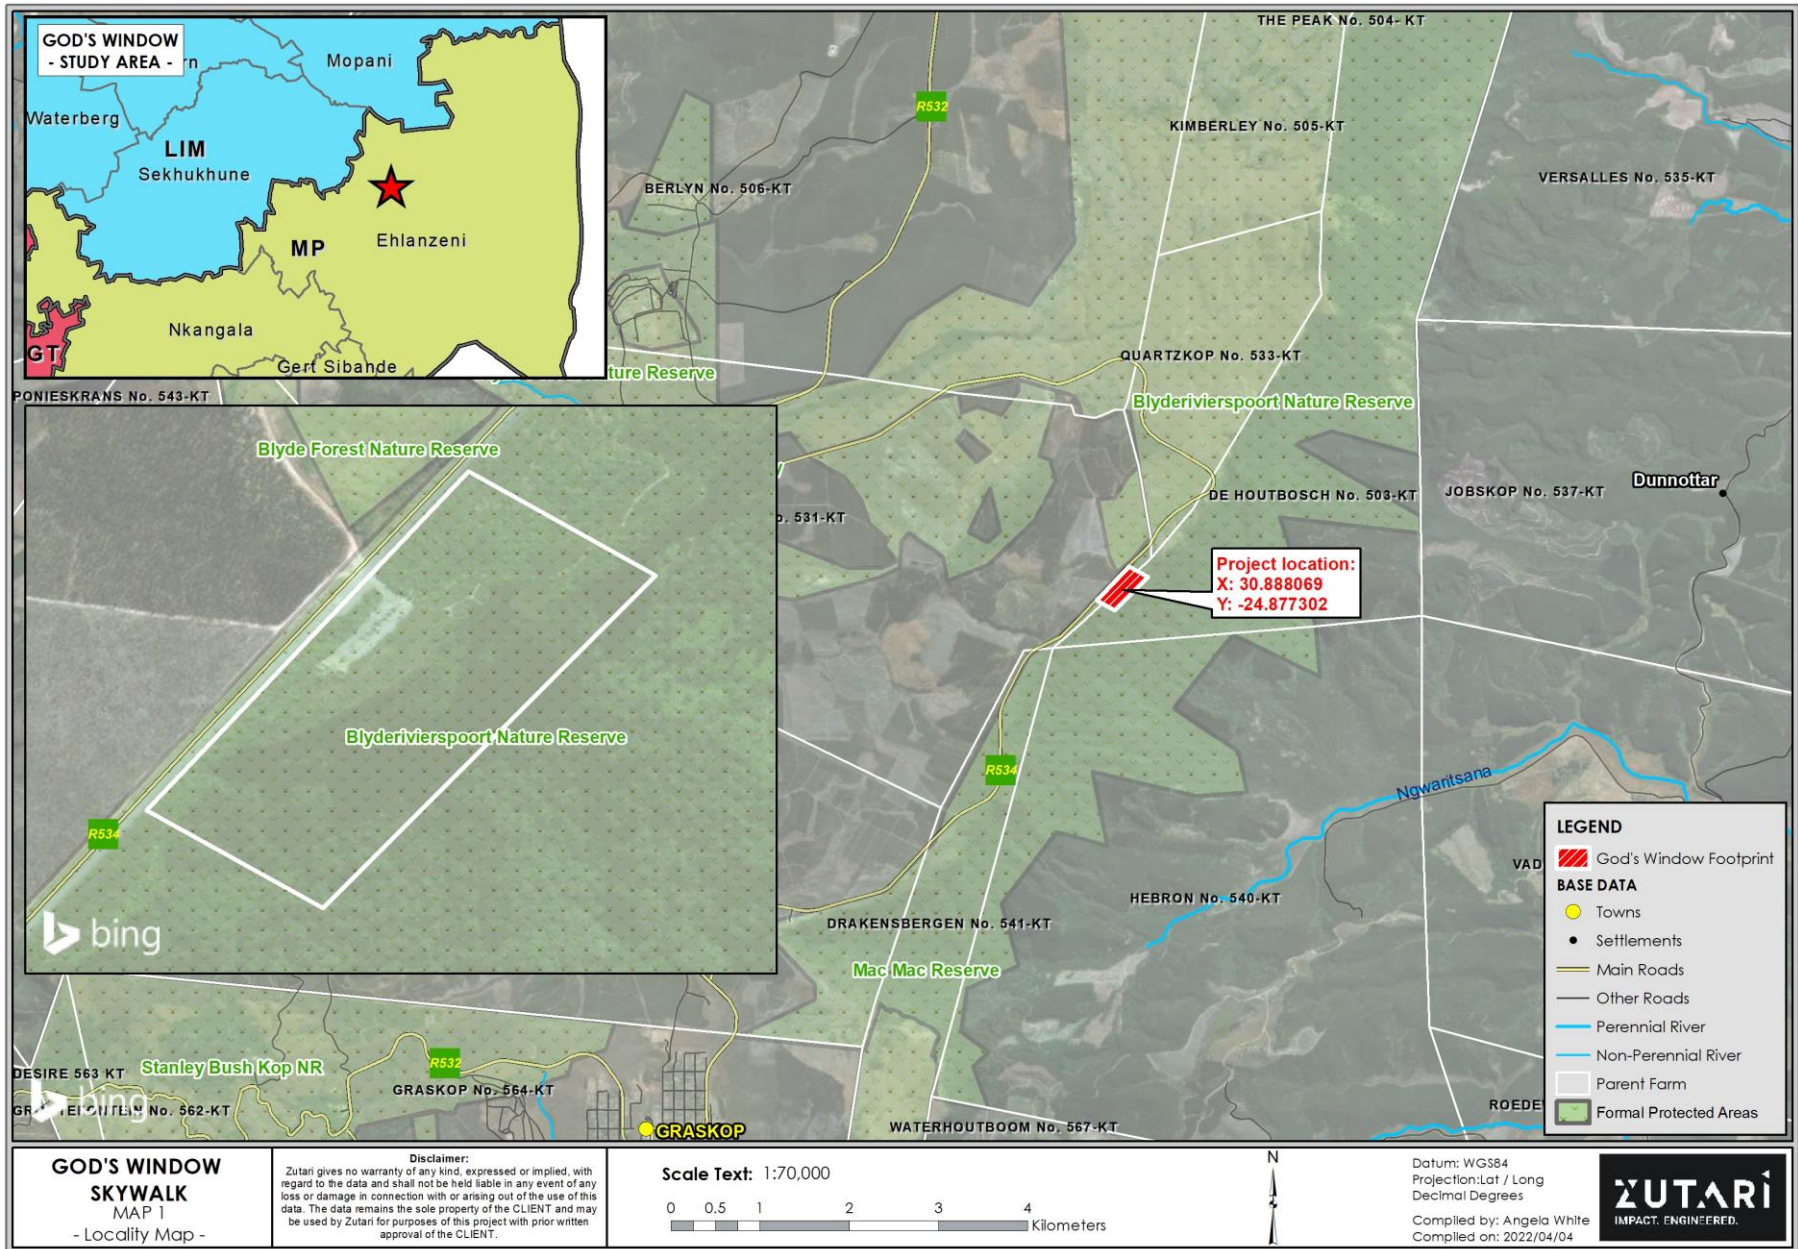 GOD'S WINDOW
- STUDY AREA -
Mopani
Waterberg
LIM
Sekhukhune
MP
Ehlanzeni
Nkangala
GT
Gert Sibande
THE PEAK No. 504- KT
R532
KIMBERLEY No. 505-KT
BERLYN No. 506-KT
VERSALLES No. 535-KT
QUARTZKOP No. 533-KT
ture Reserve
PONIESKRANS No. 543-KT
Blyderivierspoort Nature Reserve
Blyde Forest Nature Reserve
Dunnottar
DE HOUTBOSCH No. 503-KT
JOBSKOP No. 537-KT
o. 531-KT
Project location:
X: 30.888069
Y: -24.877302
Blyderivierspoort Nature Reserve
R534
R534
Ngwaritsana
bing
HEBRON No. 540-KT
DRAKENSBERGEN No. 541-KT
Mac Mac Reserve
Stanley Bush Kop NR
R532
DESIRE 563 KT
GRASKOP No. 564-KT
bing
No. 562-KT
GRASKOP
WATERHOUTBOOM No. 567-KT
VAD
ROEDE
LEGEND
God's Window Footprint
BASE DATA
Towns
Settlements
Main Roads
Other Roads
Perennial River
Non-Perennial River
Parent Farm
Formal Protected Areas
GOD'S WINDOW
SKYWALK
MAP 1
- Locality Map -
Disclaimer:
Zutari gives no warranty of any kind, expressed or implied, with
regard to the data and shall not be held liable in any event of any
loss or damage in connection with or arising out of the use of this
data. The data remains the sole property of the CLIENT and may
be used by Zutari for purposes of this project with prior written
approval of the CLIENT.
Scale Text: 1:70,000
0 0.5 1 2 3 4
Kilometers
N
Datum: WGS84
Projection:Lat / Long
Decimal Degrees
Compiled by: Angela White
Compiled on: 2022/04/04
ZUTARI
IMPACT. ENGINEERED.